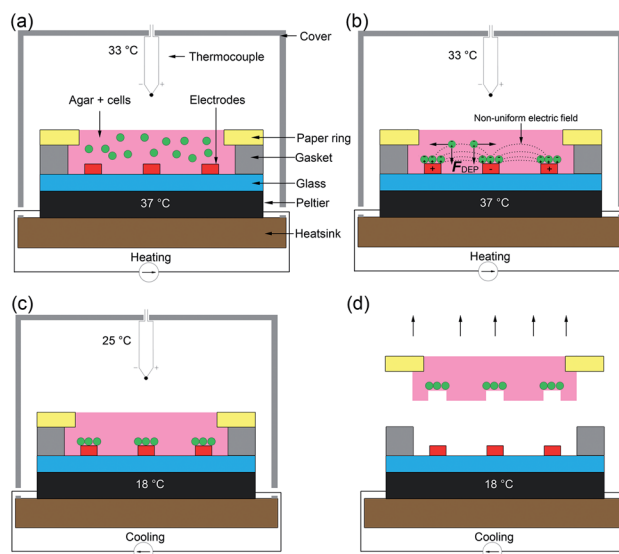 (a)
33 °C
Cover
Thermocouple
- +
Agar + cells
Electrodes
Paper ring
Gasket
Glass
37 °C
Peltier
Heatsink
Heating
(b)
33 °C
- +
Non-uniform electric field
FDEP
+ - +
37 °C
Heating
(c)
25 °C
- +
18 °C
Cooling
(d)
18 °C
Cooling